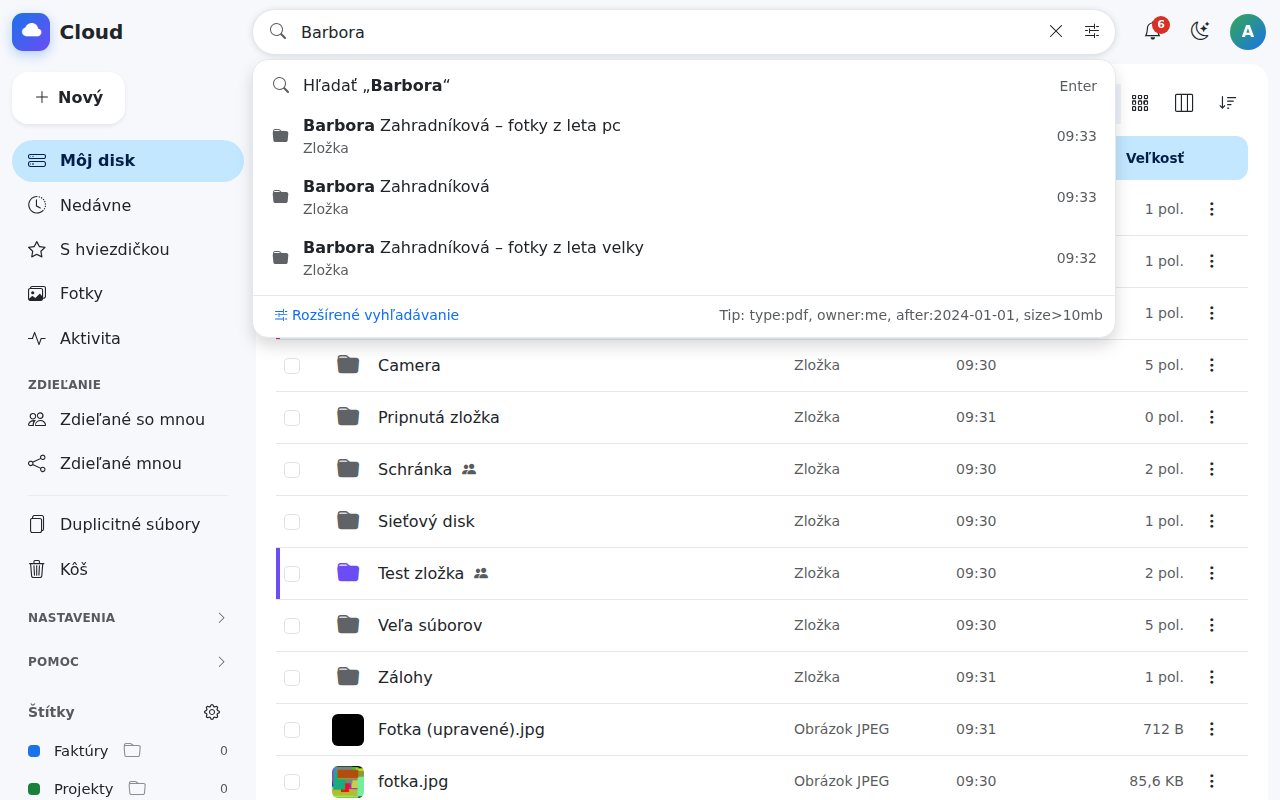 Cloud
Barbora
6
A
Nový
Hľadať „Barbora“
Enter
Barbora Zahradníková – fotky z leta pc
Zložka
09:33
Barbora Zahradníková
Zložka
09:33
Barbora Zahradníková – fotky z leta velky
Zložka
09:32
Rozšírené vyhľadávanie
Tip: type:pdf, owner:me, after:2024-01-01, size>10mb
Môj disk
Nedávne
S hviezdičkou
Fotky
Aktivita
ZDIEĽANIE
Zdieľané so mnou
Zdieľané mnou
Duplicitné súbory
Kôš
NASTAVENIA
POMOC
Štítky
Faktúry 0
Projekty 0
Veľkosť
1 pol.
1 pol.
1 pol.
Camera Zložka 09:30 5 pol.
Pripnutá zložka Zložka 09:31 0 pol.
Schránka Zložka 09:30 2 pol.
Sieťový disk Zložka 09:30 1 pol.
Test zložka Zložka 09:30 2 pol.
Veľa súborov Zložka 09:30 5 pol.
Zálohy Zložka 09:31 1 pol.
Fotka (upravené).jpg Obrázok JPEG 09:31 712 B
fotka.jpg Obrázok JPEG 09:30 85,6 KB